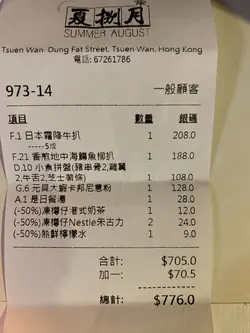 夏捌月
SUMMER AUGUST
Tsuen Wan Dung Fat Street, Tsuen Wan, Hong Kong
電話: 67261786
973-14 一般顧客
項目 數量 銀碼
F.1 日本霜降牛扒 1 208.0
-----5成
F.21 香煎地中海鱸魚柳扒 1 188.0
D.10 小食拼盤(豬串骨2,雞翼
2,牛舌2,芝士薯條) 1 108.0
G.6 元貝大蝦卡邦尼意粉 1 128.0
A.1 是日餐湯 1 28.0
(-50%)凍檸仔港式奶茶 1 12.0
(-50%)凍檸仔Nestle朱古力 2 24.0
(-50%)熱鮮檸檬水 1 9.0
合計: $705.0
加一: $70.5
總計: $776.0